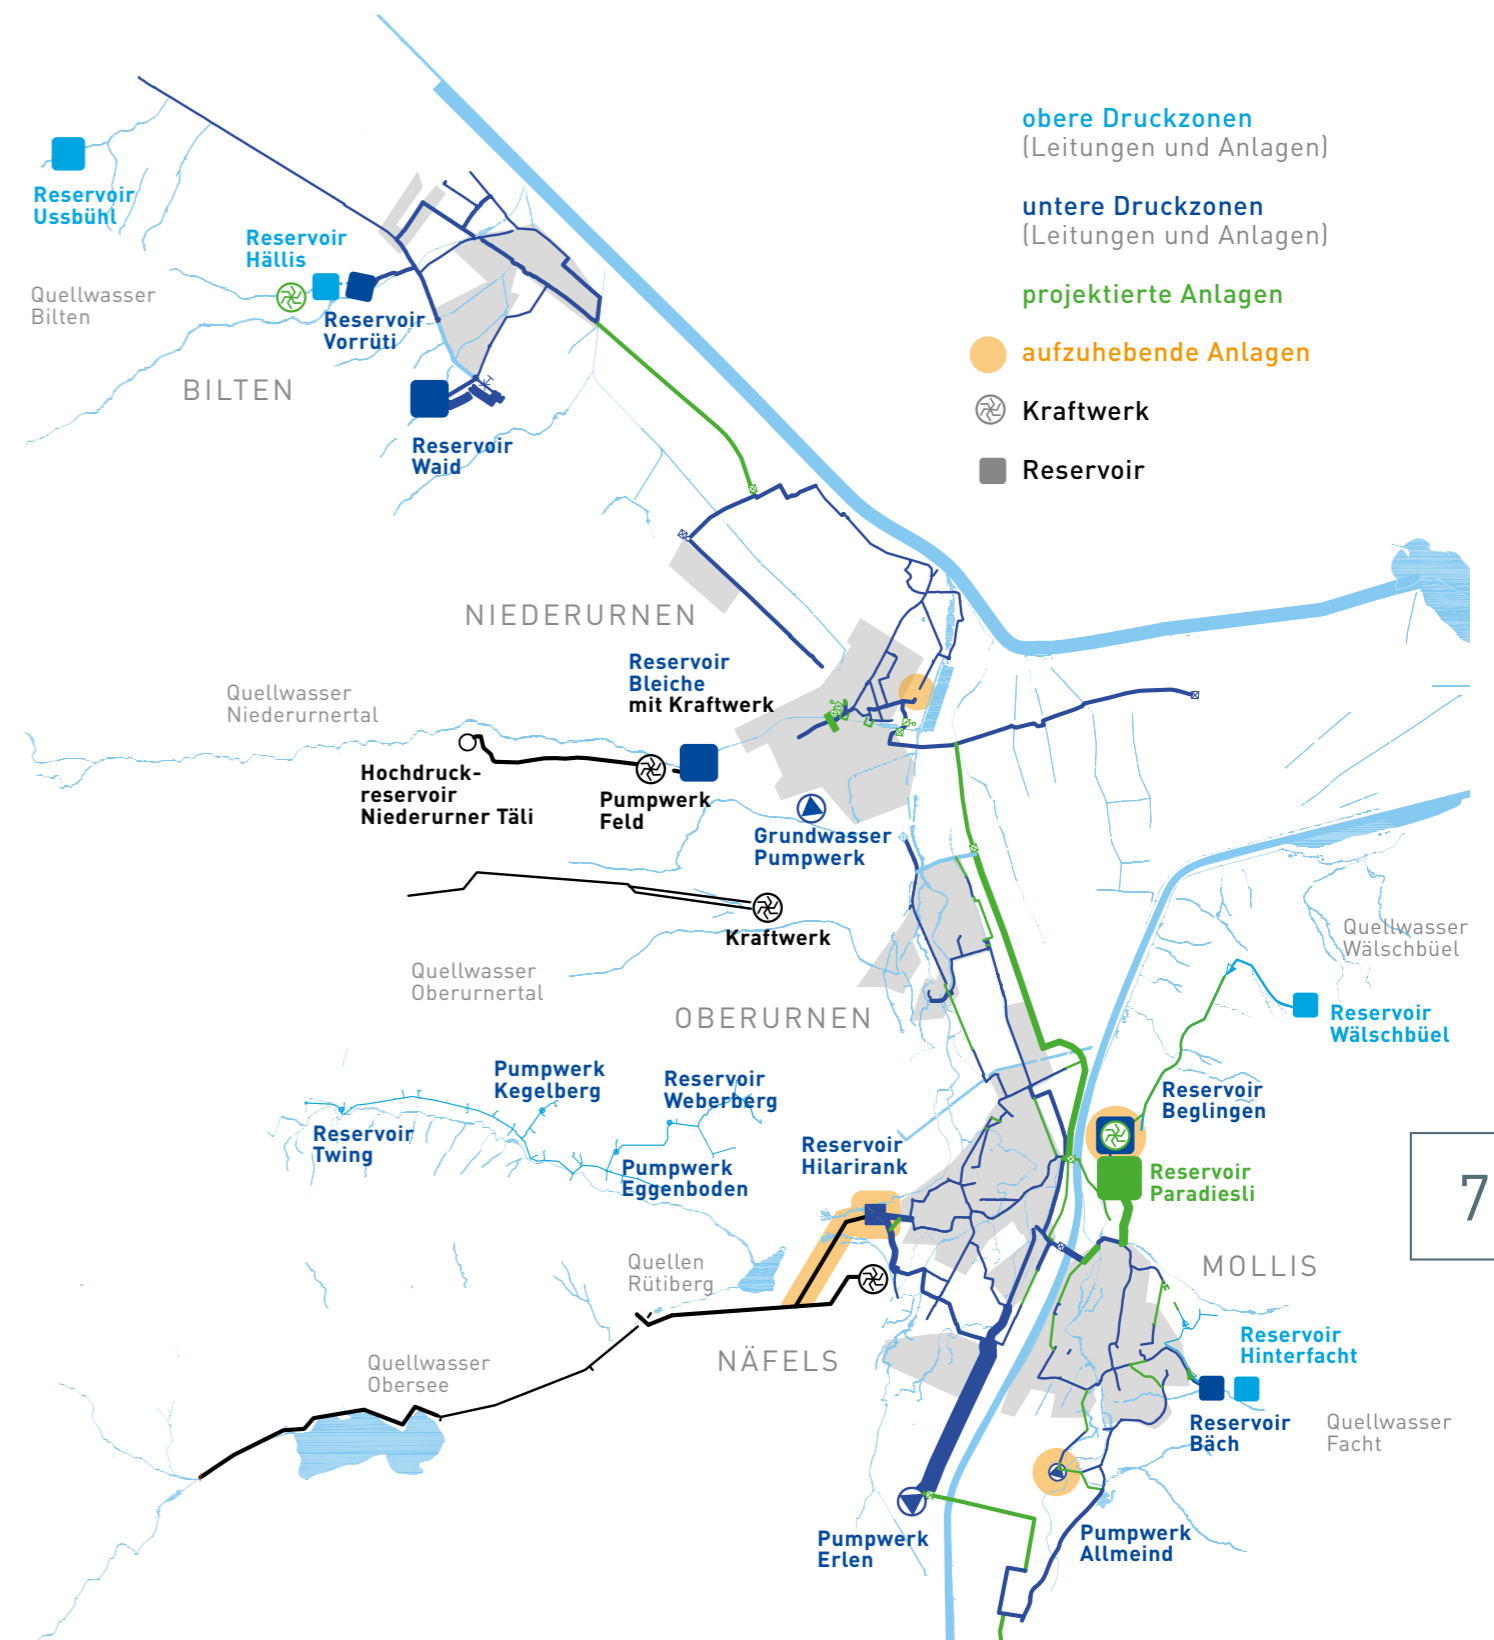 obere Druckzonen
(Leitungen und Anlagen)
untere Druckzonen
(Leitungen und Anlagen)
projektierte Anlagen
aufzuhebende Anlagen
Kraftwerk
Reservoir
Reservoir
Ussbühl
Reservoir
Hällis
Quellwasser
Bilten
Reservoir
Vorrüti
BILTEN
Reservoir
Waid
NIEDERURNEN
Reservoir
Bleiche
mit Kraftwerk
Quellwasser
Niederurnertal
Hochdruck-
reservoir
Niederurner Täli
Pumpwerk
Feld
Grundwasser
Pumpwerk
Kraftwerk
Quellwasser
Oberurnertal
OBERURNEN
Quellwasser
Wälschbüel
Reservoir
Wälschbüel
Pumpwerk
Kegelberg
Reservoir
Weberberg
Reservoir
Twing
Pumpwerk
Eggenboden
Reservoir
Hilarirank
Reservoir
Beglingen
Reservoir
Paradiesli
7
MOLLIS
Quellen
Rütiberg
NÄFELS
Quellwasser
Obersee
Reservoir
Hinterfacht
Reservoir
Bäch
Quellwasser
Facht
Pumpwerk
Erlen
Pumpwerk
Allmeind